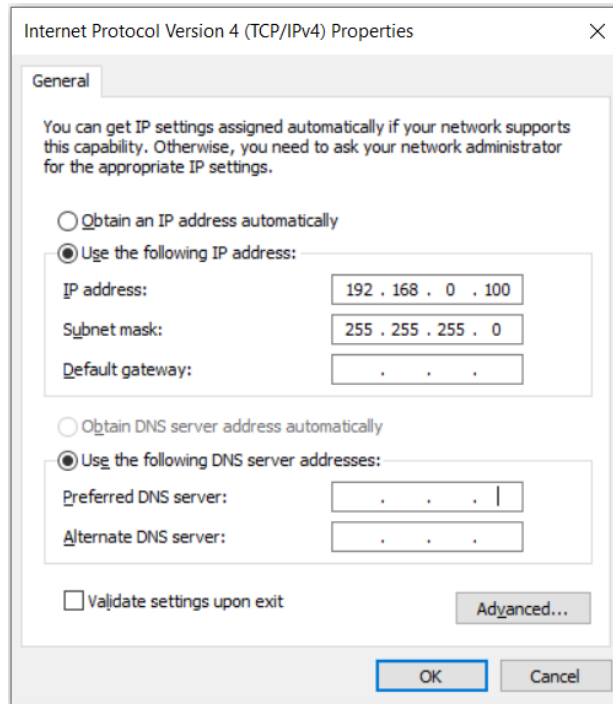 Internet Protocol Version 4 (TCP/IPv4) Properties
General
You can get IP settings assigned automatically if your network supports
this capability. Otherwise, you need to ask your network administrator
for the appropriate IP settings.
Obtain an IP address automatically
Use the following IP address:
IP address: 192 . 168 . 0 . 100
Subnet mask: 255 . 255 . 255 . 0
Default gateway: . . .
Obtain DNS server address automatically
Use the following DNS server addresses:
Preferred DNS server: . . .
Alternate DNS server: . . .
Validate settings upon exit
Advanced...
OK Cancel